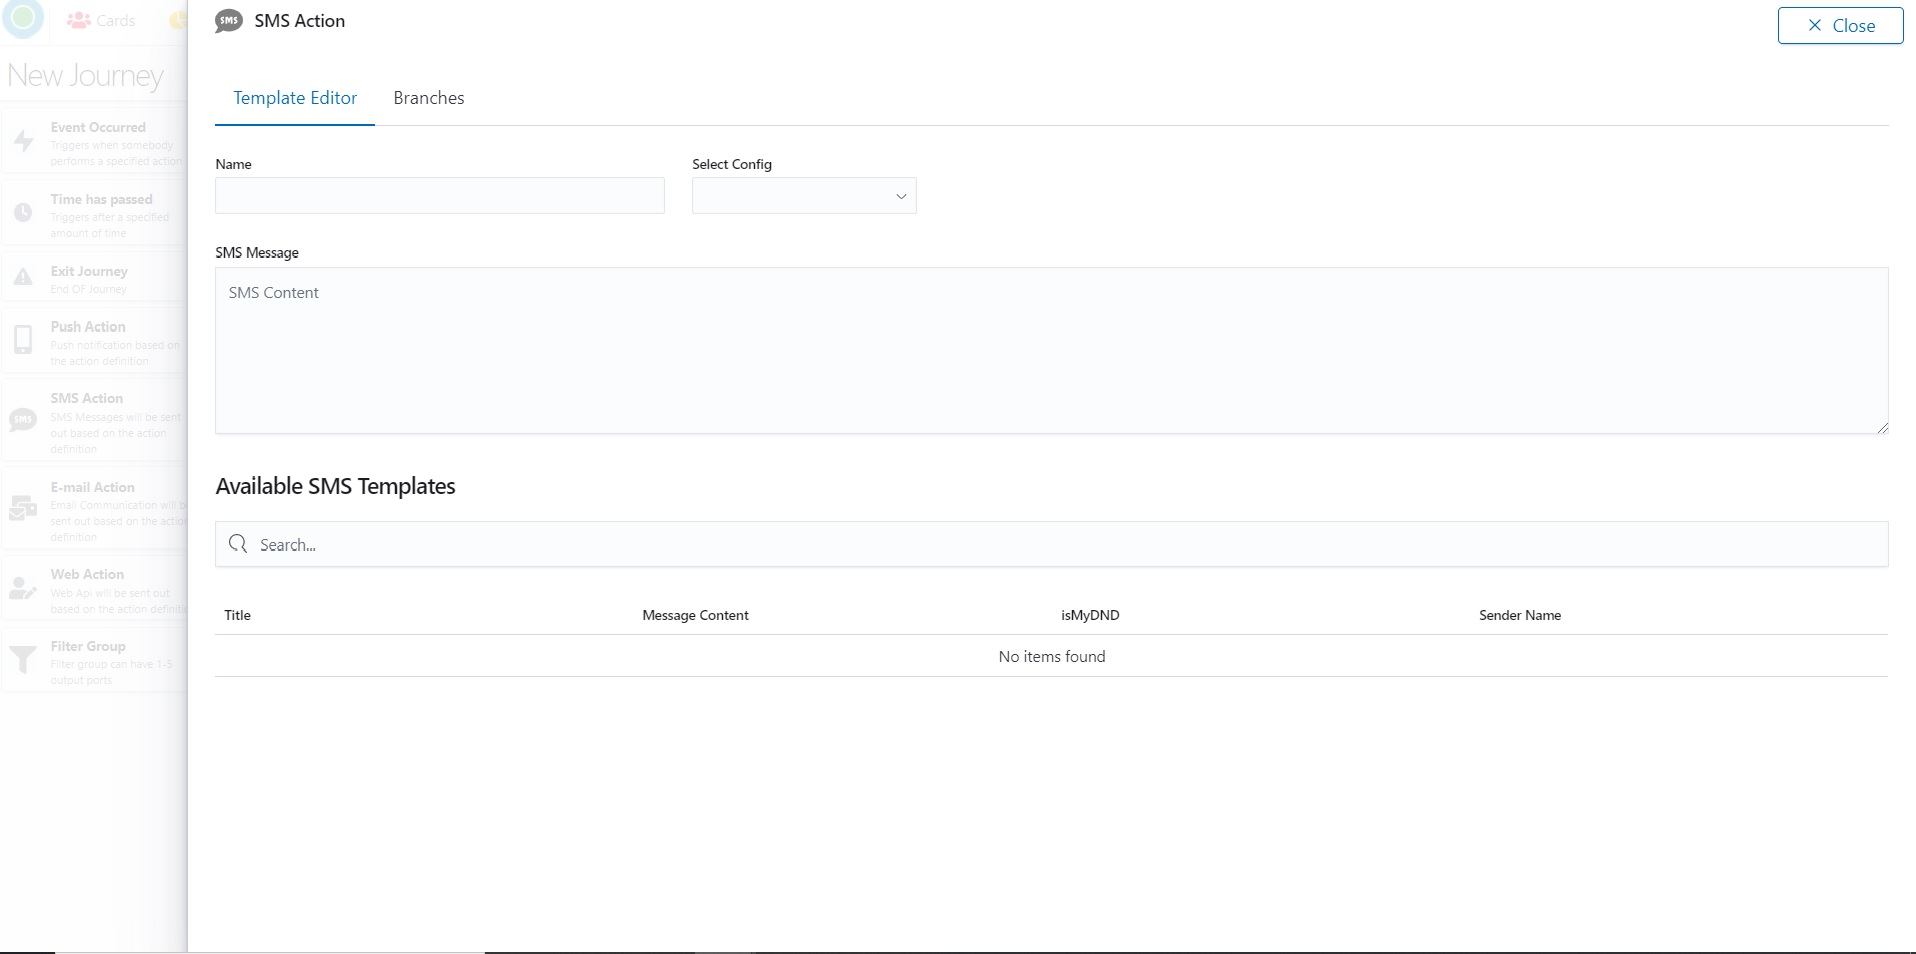 Cards
New Journey
Event Occurred
Triggers when somebody
performs a specified action
Time has passed
Triggers after a specified
amount of time
Exit Journey
End OF Journey
Push Action
Push notification based on
the action definition
SMS
SMS Action
SMS Messages will be sent
out based on the action
definition
E-mail Action
Email Communication will be
sent out based on the action
definition
Web Action
Web Api will be sent out
based on the action
Filter Group
Filter group can have 1-5
output ports
SMS
SMS Action
Close
Template Editor
Branches
Name
Select Config
SMS Message
SMS Content
Available SMS Templates
Search...
Title
Message Content
isMyDND
Sender Name
No items found